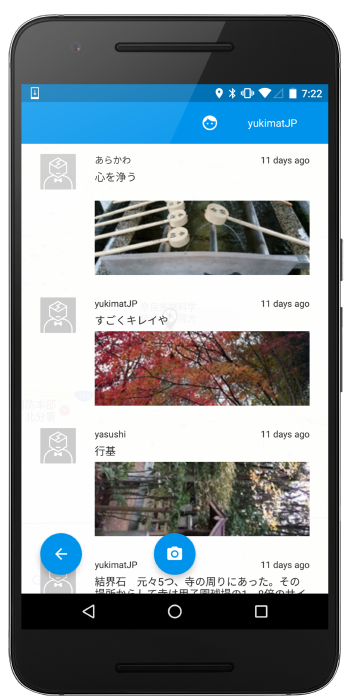 7:22
yukimatJP
あらかわ 11 days ago
心を浄う
yukimatJP 11 days ago
すごくキレイや
yasushi 11 days ago
行基
yukimatJP 11 days ago
結界石　元々5つ、寺の周りにあった。その